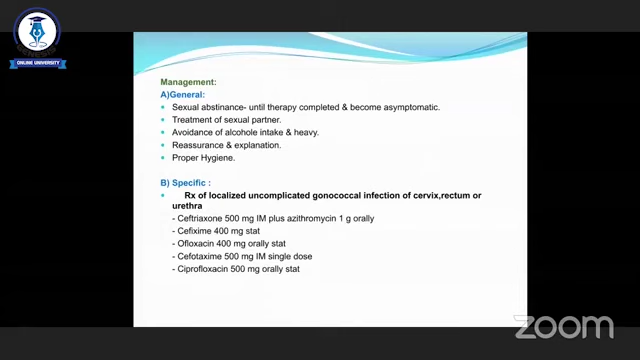 ONLINE UNIVERSITY
Management:
A)General:
Sexual abstinance- until therapy completed & become asymptomatic.
Treatment of sexual partner.
Avoidance of alcohole intake & heavy.
Reassurance & explanation.
Proper Hygiene.
B) Specific :
Rx of localized uncomplicated gonococcal infection of cervix,rectum or
urethra
- Ceftriaxone 500 mg IM plus azithromycin 1 g orally
- Cefixime 400 mg stat
- Ofloxacin 400 mg orally stat
- Cefotaxime 500 mg IM single dose
- Ciprofloxacin 500 mg orally stat
zoom